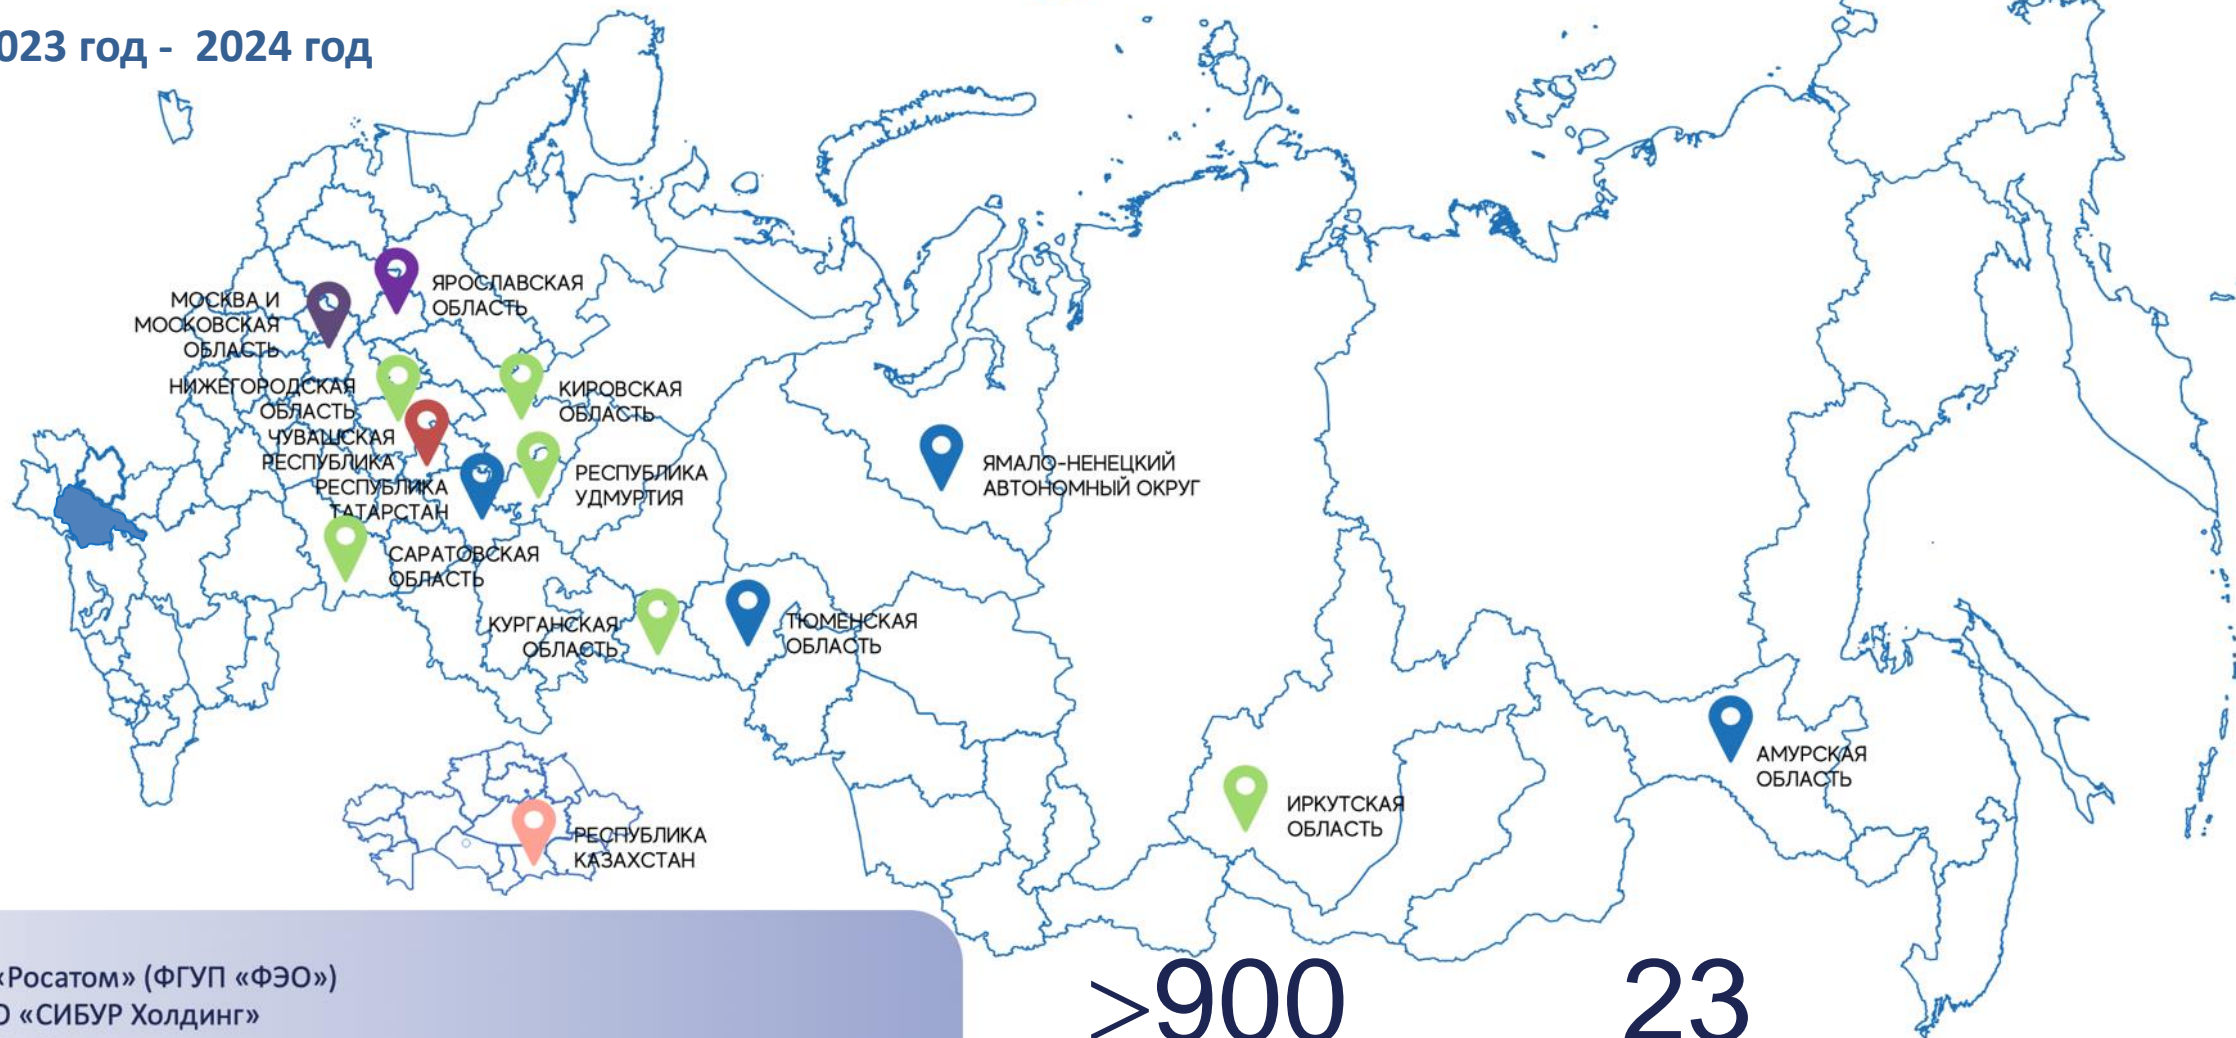 023 год - 2024 год
ЯРОСЛАВСКАЯ
ОБЛАСТЬ
МОСКВА И
МОСКОВСКАЯ
ОБЛАСТЬ
НИЖЕГОРОДСКАЯ
ОБЛАСТЬ
КИРОВСКАЯ
ОБЛАСТЬ
ЧУВАШСКАЯ
РЕСПУБЛИКА
РЕСПУБЛИКА
ТАТАРСТАН
РЕСПУБЛИКА
УДМУРТИЯ
ЯМАЛО-НЕНЕЦКИЙ
АВТОНОМНЫЙ ОКРУГ
САРАТОВСКАЯ
ОБЛАСТЬ
КУРГАНСКАЯ
ОБЛАСТЬ
ТЮМЕНСКАЯ
ОБЛАСТЬ
АМУРСКАЯ
ОБЛАСТЬ
ИРКУТСКАЯ
ОБЛАСТЬ
РЕСПУБЛИКА
КАЗАХСТАН
«Росатом» (ФГУП «ФЭО»)
О «СИБУР Холдинг»
>900
23